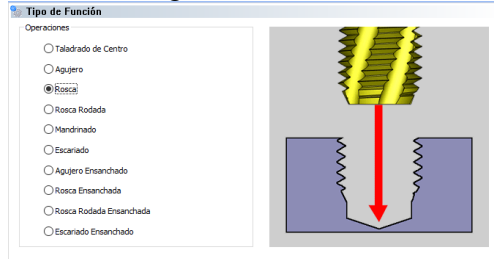 Tipo de Función
Operaciones
Taladrado de Centro
Agujero
Rosca
Rosca Rodada
Mandrinado
Escariado
Agujero Ensanchado
Rosca Ensanchada
Rosca Rodada Ensanchada
Escariado Ensanchado